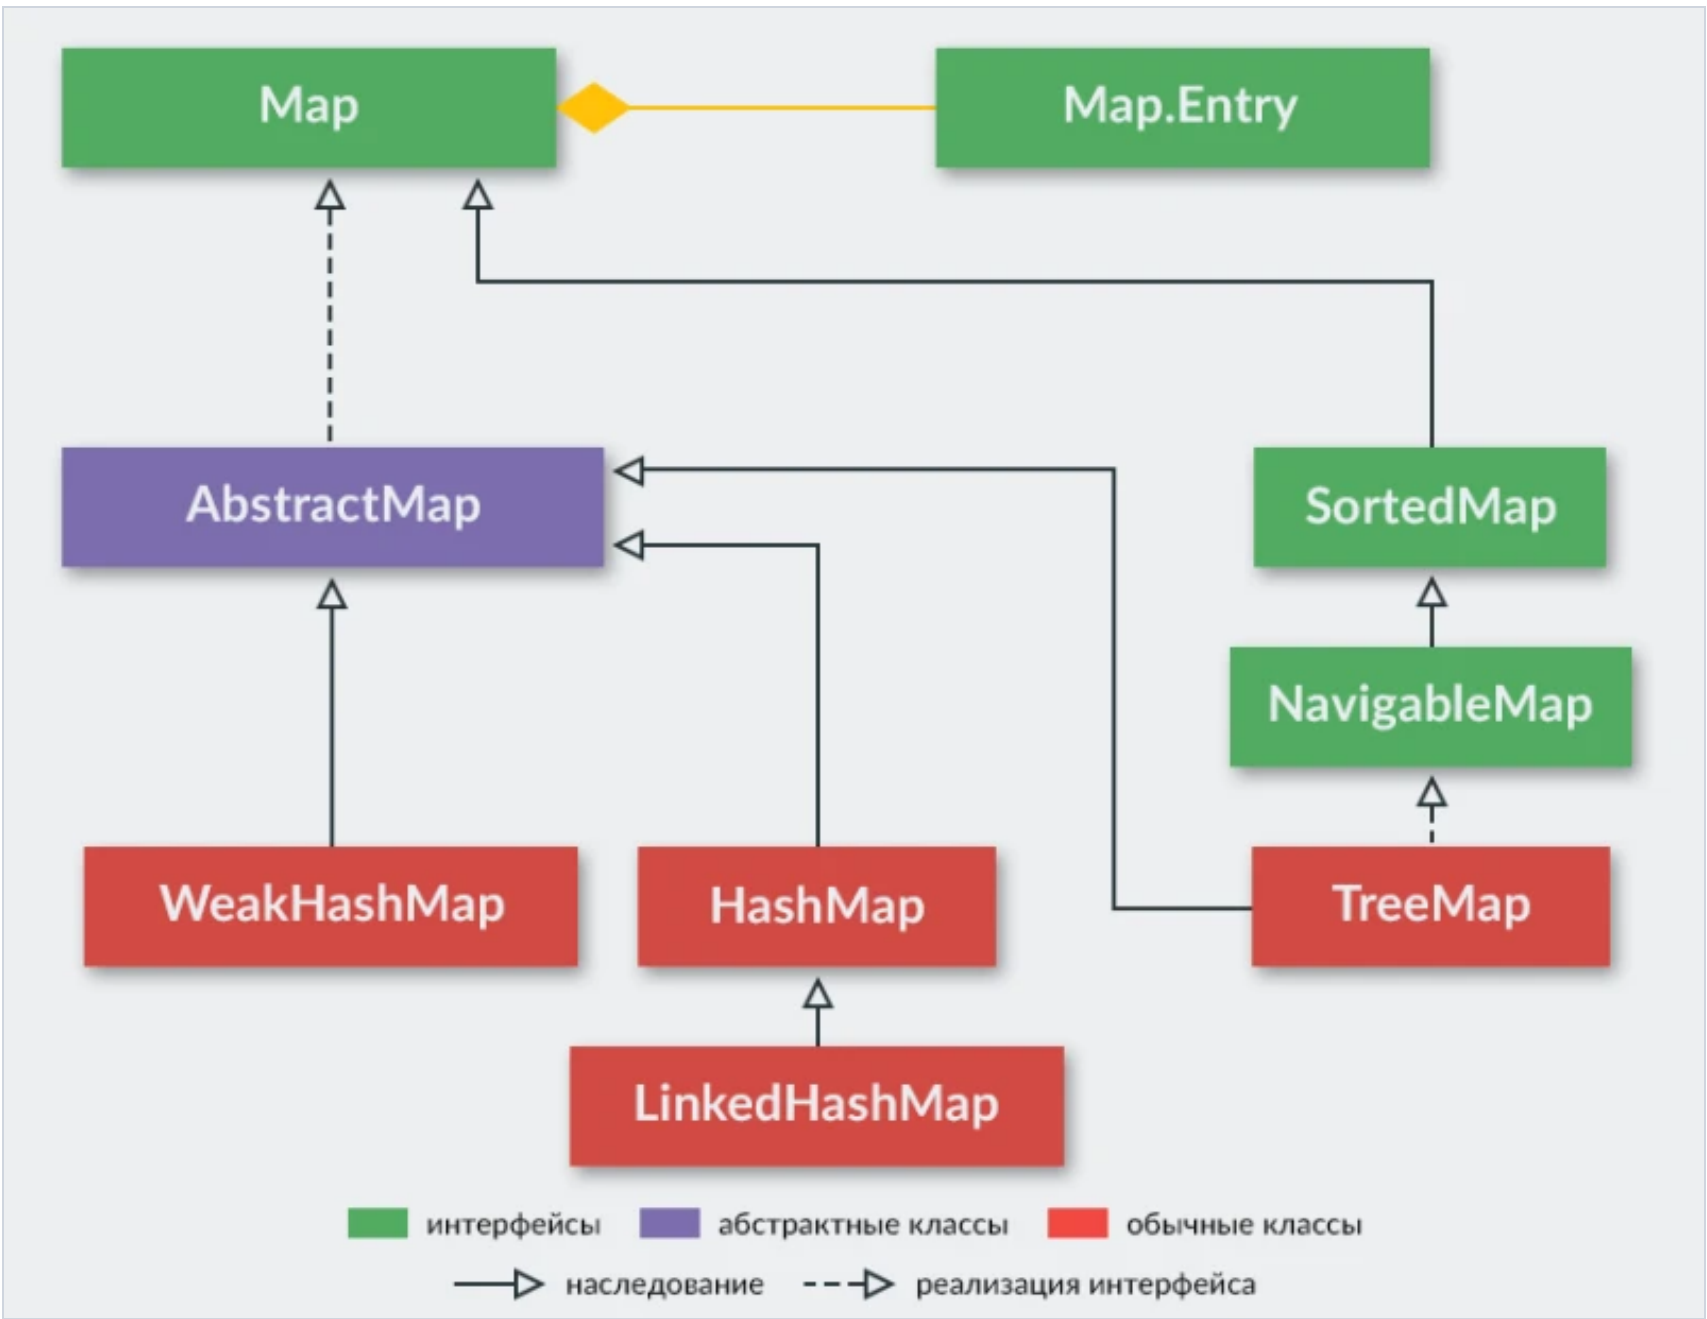 Map
Map.Entry
AbstractMap
SortedMap
NavigableMap
WeakHashMap
HashMap
TreeMap
LinkedHashMap
интерфейсы
абстрактные классы
обычные классы
наследование
реализация интерфейса